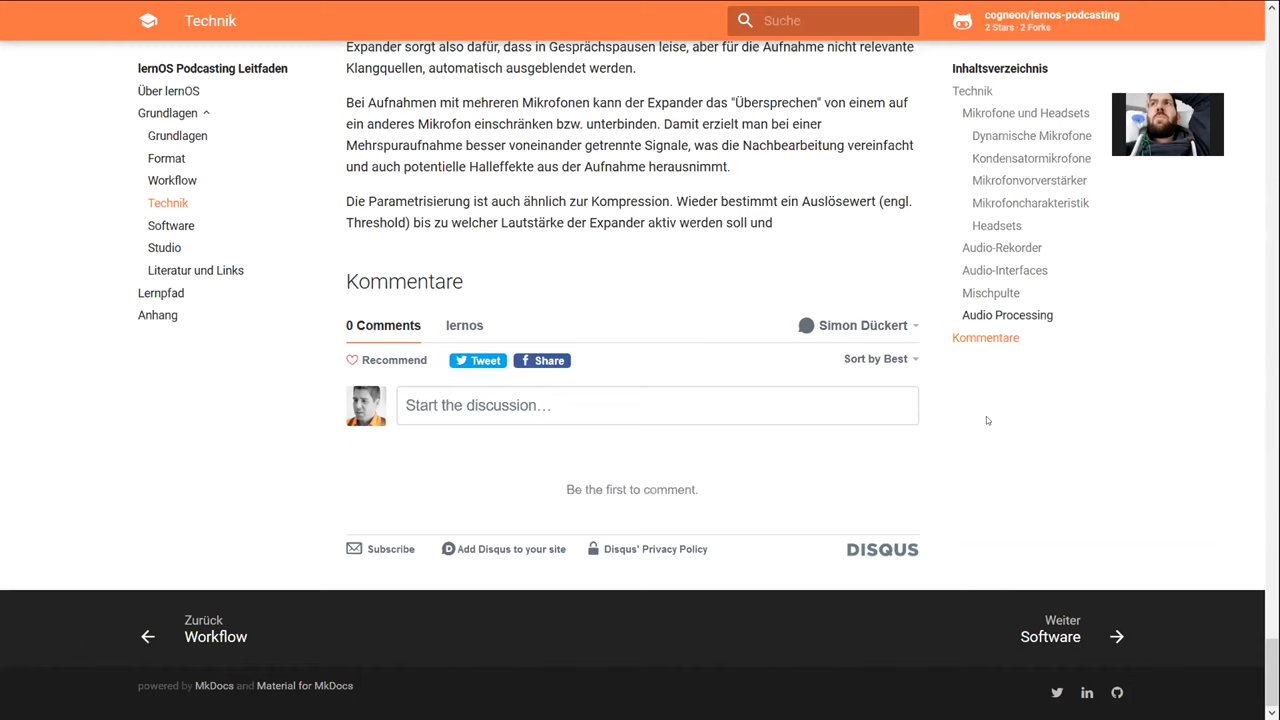 Technik
Suche
cogneon/lernos-podcasting
2 Stars · 2 Forks
lernOS Podcasting Leitfaden
Über lernOS
Grundlagen
Grundlagen
Format
Workflow
Technik
Software
Studio
Literatur und Links
Lernpfad
Anhang
Expander sorgt also dafür, dass in Gesprächspausen leise, aber für die Aufnahme nicht relevante
Klangquellen, automatisch ausgeblendet werden.
Bei Aufnahmen mit mehreren Mikrofonen kann der Expander das "Übersprechen" von einem auf
ein anderes Mikrofon einschränken bzw. unterbinden. Damit erzielt man bei einer
Mehrspuraufnahme besser voneinander getrennte Signale, was die Nachbearbeitung vereinfacht
und auch potentielle Halleffekte aus der Aufnahme herausnimmt.
Die Parametrisierung ist auch ähnlich zur Kompression. Wieder bestimmt ein Auslösewert (engl.
Threshold) bis zu welcher Lautstärke der Expander aktiv werden soll und
Kommentare
0 Comments lernos Simon Dückert
Recommend Tweet Share Sort by Best
Start the discussion…
Be the first to comment.
Subscribe Add Disqus to your site Disqus' Privacy Policy DISQUS
Inhaltsverzeichnis
Technik
Mikrofone und Headsets
Dynamische Mikrofone
Kondensatormikrofone
Mikrofonvorverstärker
Mikrofoncharakteristik
Headsets
Audio-Rekorder
Audio-Interfaces
Mischpulte
Audio Processing
Kommentare
Zurück
Workflow
Weiter
Software
powered by MkDocs and Material for MkDocs